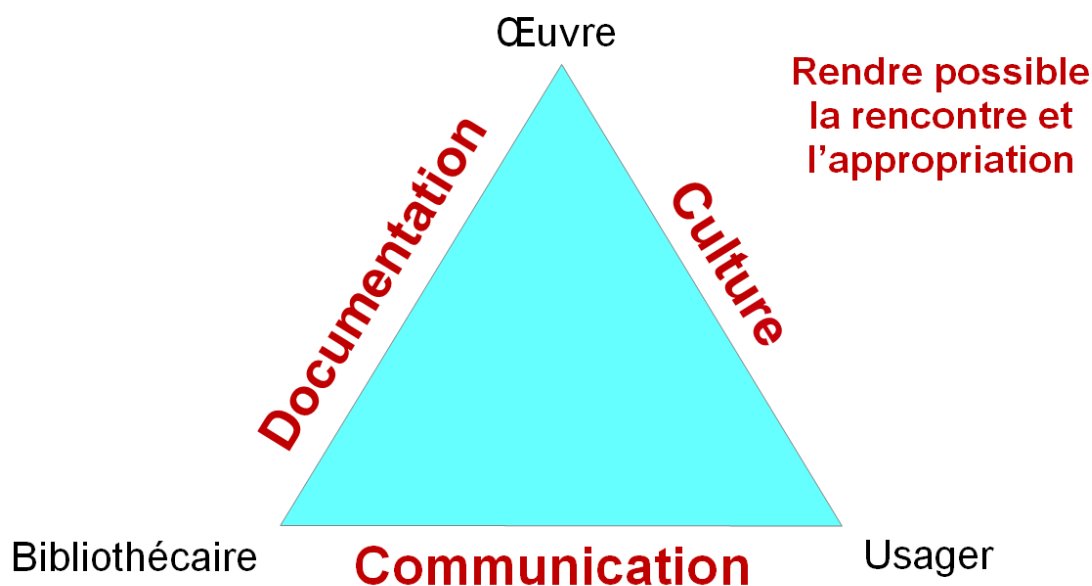 Œuvre
Rendre possible
la rencontre et
l’appropriation
Documentation
Culture
Bibliothécaire
Communication
Usager